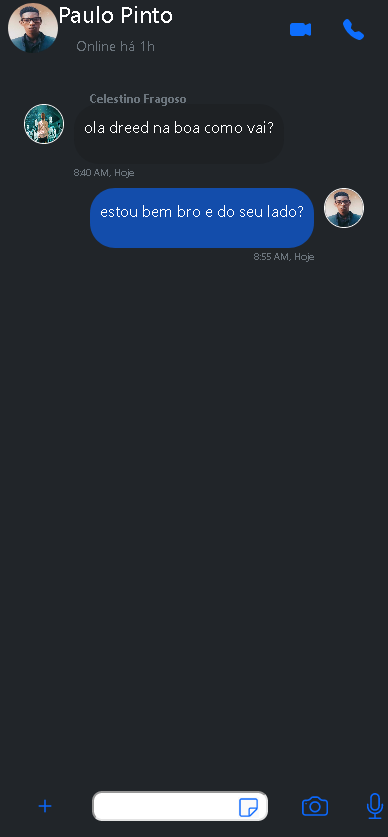 Paulo Pinto
Online há 1h
Celestino Fragoso
ola dreed na boa como vai?
8:40 AM, Hoje
estou bem bro e do seu lado?
8:55 AM, Hoje